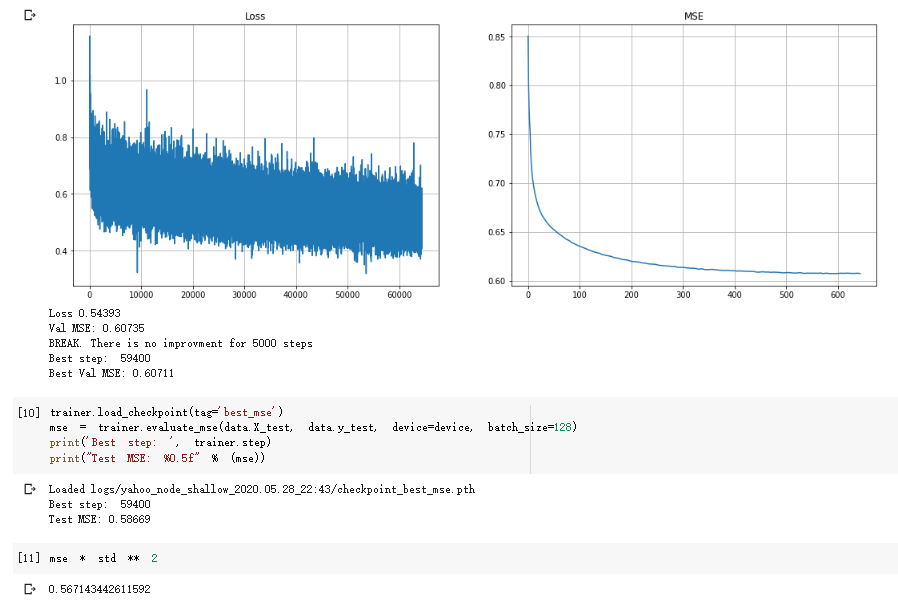 Loss
MSE
1.0
0.8
0.6
0.4
0 10000 20000 30000 40000 50000 60000
0.85
0.80
0.75
0.70
0.65
0.60
0 100 200 300 400 500 600
Loss 0.54393
Val MSE: 0.60735
BREAK. There is no improvment for 5000 steps
Best step: 59400
Best Val MSE: 0.60711
[10] trainer.load_checkpoint(tag='best_mse')
mse = trainer.evaluate_mse(data.X_test, data.y_test, device=device, batch_size=128)
print('Best step: ', trainer.step)
print("Test MSE: %0.5f" % (mse))
Loaded logs/yahoo_node_shallow_2020.05.28_22:43/checkpoint_best_mse.pth
Best step: 59400
Test MSE: 0.58669
[11] mse * std ** 2
0.567143442611592